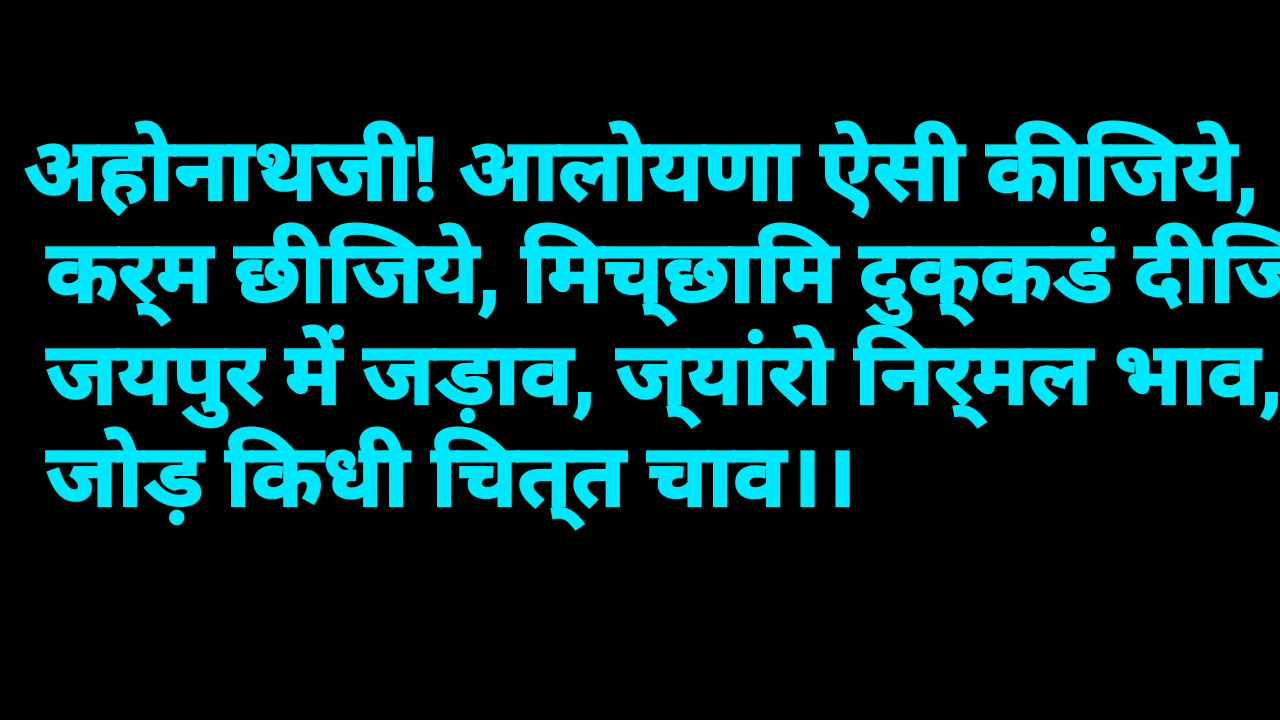 अहोनाथजी! आलोयणा ऐसी कीजिये,
कर्‌म छीजिये, मिच्‌छामि दुक्‌कडं
जयपुर में जड़ाव, ज्‌यांरो निर्‌मल भाव,
जोड़ किधी चित्‌त चाव।।